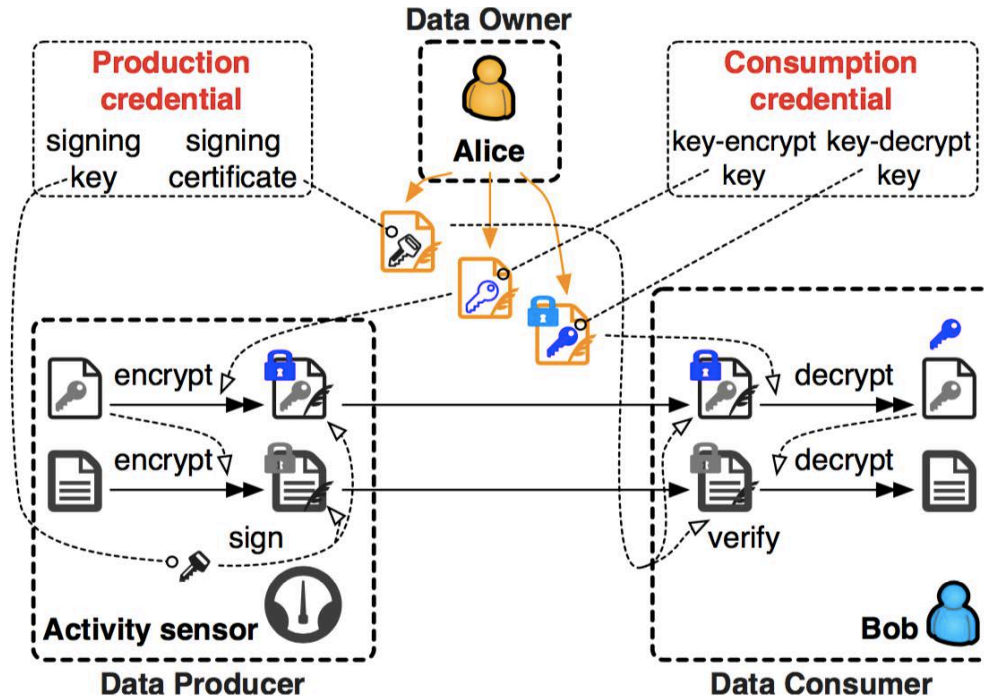 Data Owner
Production
credential
signing signing
key certificate
Alice
Consumption
credential
key-encrypt key-decrypt
key key
encrypt
decrypt
encrypt
decrypt
sign
verify
Activity sensor
Bob
Data Producer
Data Consumer